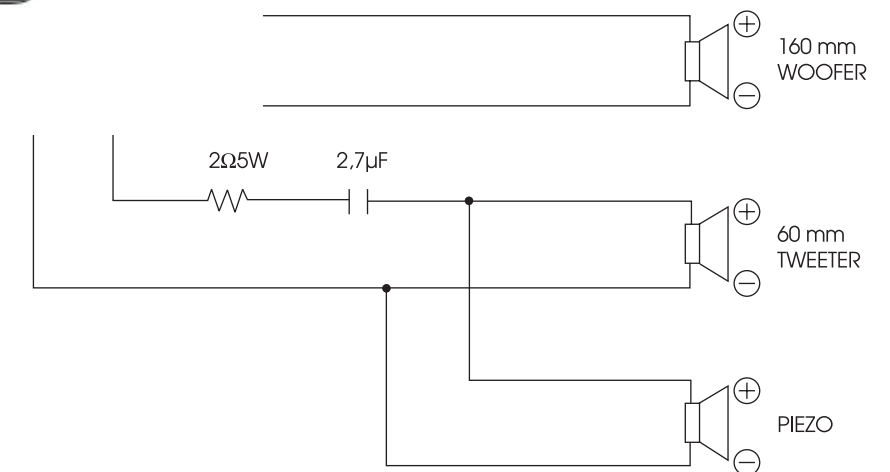 +
160 mm
WOOFER
−
2Ω5W
2,7µF
+
60 mm
TWEETER
−
+
PIEZO
−